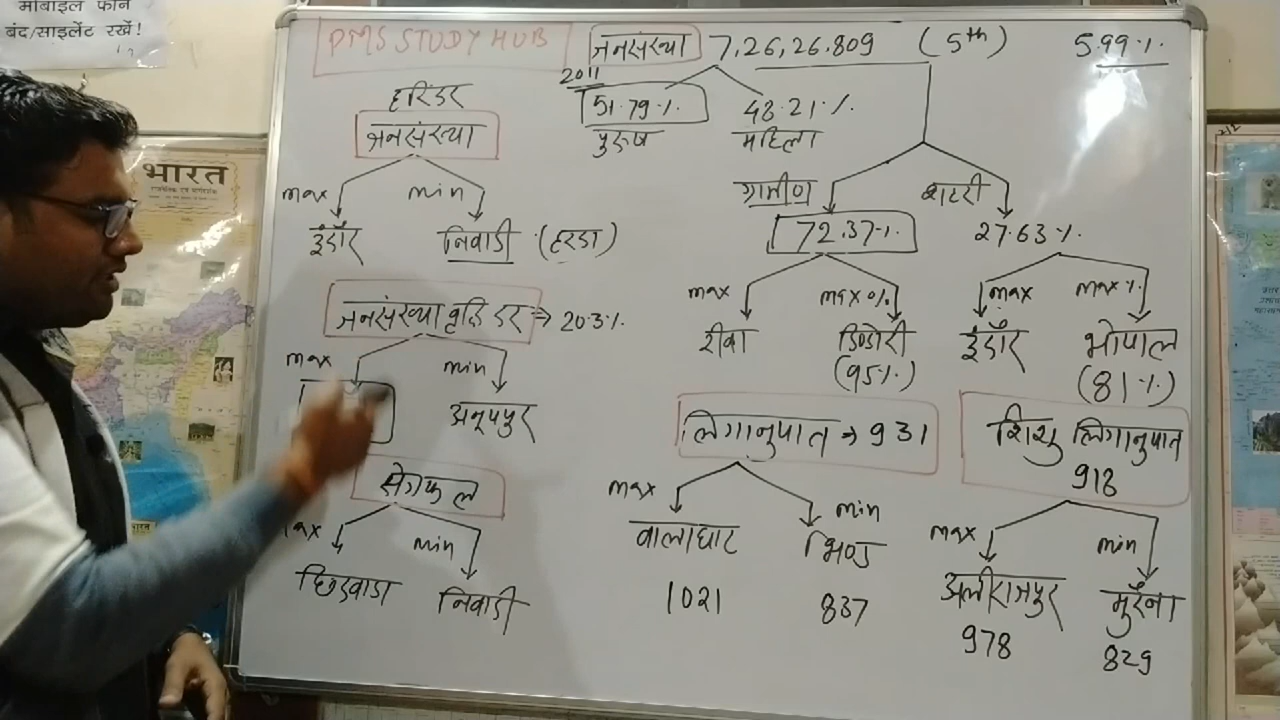 मोबाइल फोन
बंद/साइलेंट रखें!
PMS STUDY HUB
जनसंख्या 7,26,26,809 (5th) 5.99%
2011
51.79% 48.21%
पुरुष महिला
जनसंख्या
max min
इंदौर निवाडी (हरडा)
ग्रामीण शहरी
72.37% 27.63%
max max% max max%
रीवा डिण्डोरी इंदौर भोपाल
(95%) (81%)
जनसंख्या वृद्धि दर → 20.3%
max min
अनूपपुर
क्षेत्रफल
max min
छिंदवाडा निवाडी
लिंगानुपात → 931
max min
बालाघाट भिण्ड
1021 837
शिशु लिंगानुपात
918
max min
अलीराजपुर मुरैना
978 829
भारत